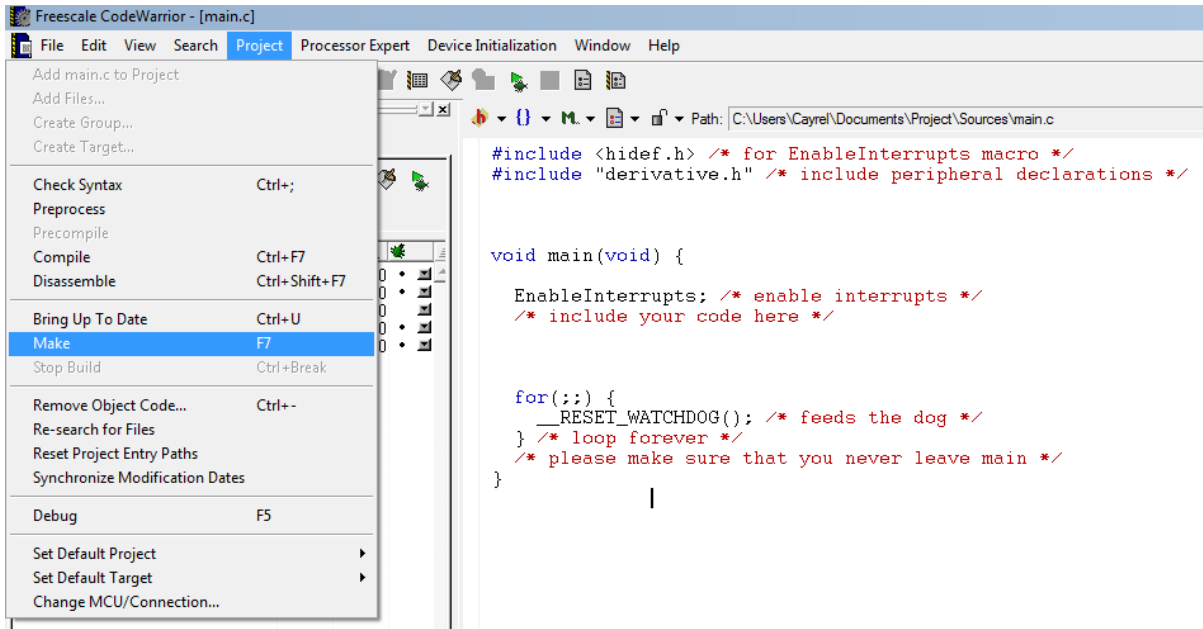 Freescale CodeWarrior - [main.c]
File Edit View Search Project Processor Expert Device Initialization Window Help
Add main.c to Project
Add Files...
Create Group...
Create Target...
Check Syntax Ctrl+;
Preprocess
Precompile
Compile Ctrl+F7
Disassemble Ctrl+Shift+F7
Bring Up To Date Ctrl+U
Make F7
Stop Build Ctrl+Break
Remove Object Code... Ctrl+-
Re-search for Files
Reset Project Entry Paths
Synchronize Modification Dates
Debug F5
Set Default Project
Set Default Target
Change MCU/Connection...
h {} M. Path: C:\Users\Cayrel\Documents\Project\Sources\main.c
#include <hidef.h> /* for EnableInterrupts macro */
#include "derivative.h" /* include peripheral declarations */
void main(void) {
EnableInterrupts; /* enable interrupts */
/* include your code here */
for(;;) {
__RESET_WATCHDOG(); /* feeds the dog */
} /* loop forever */
/* please make sure that you never leave main */
}